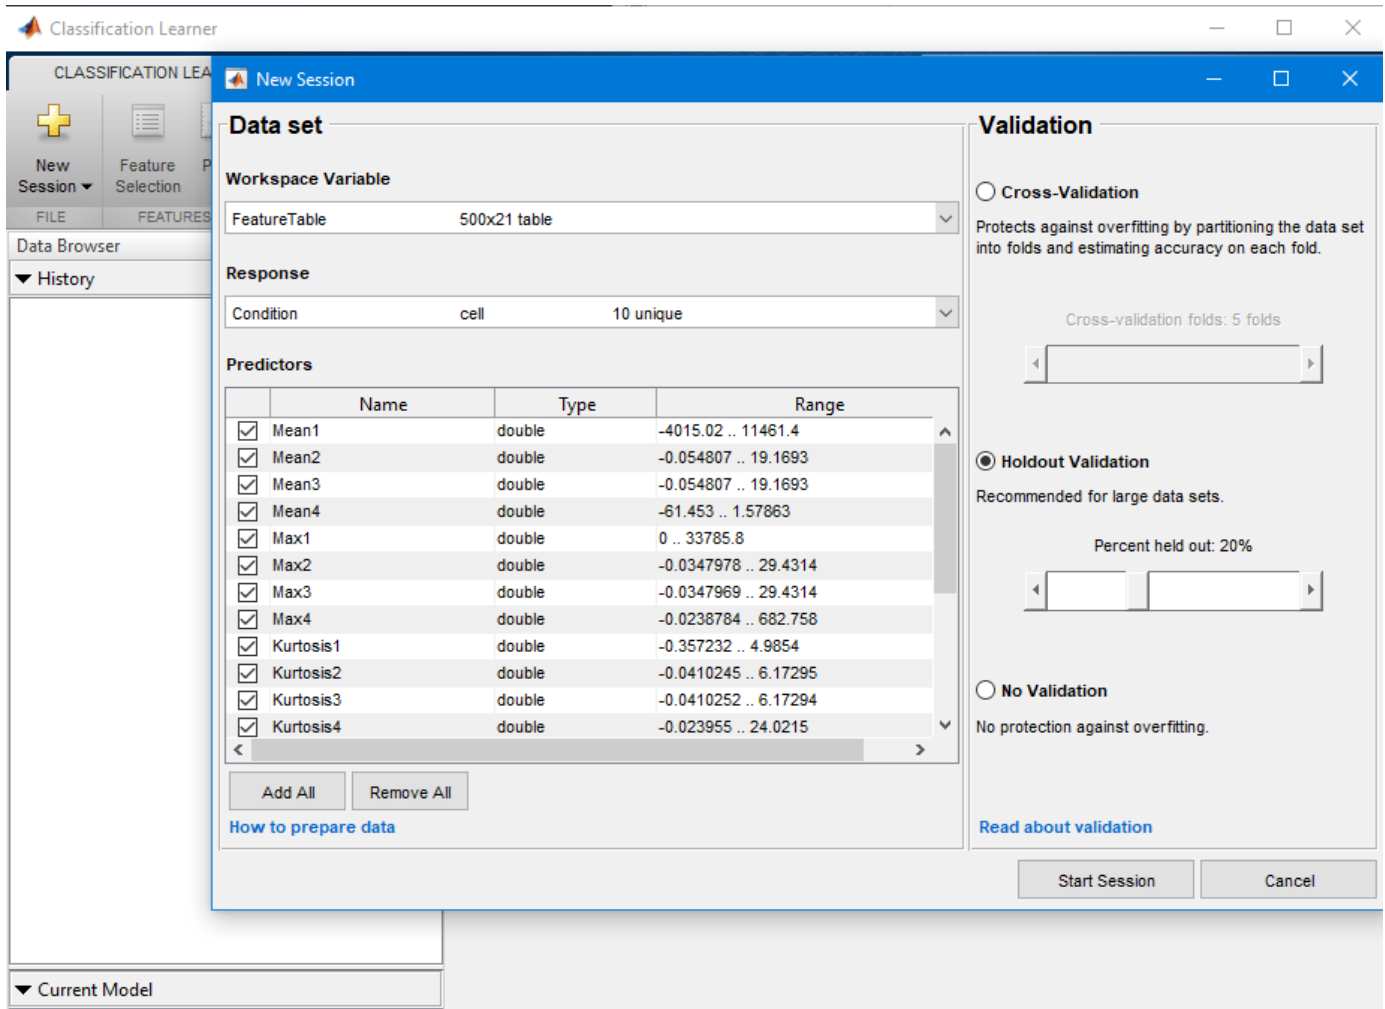 Classification Learner
CLASSIFICATION LEA
New Session
Data set
Validation
New
Session
Feature
Selection
P
FILE
FEATURES
Data Browser
History
Workspace Variable
FeatureTable 500x21 table
Response
Condition cell 10 unique
Predictors
Name Type Range
Mean1 double -4015.02 .. 11461.4
Mean2 double -0.054807 .. 19.1693
Mean3 double -0.054807 .. 19.1693
Mean4 double -61.453 .. 1.57863
Max1 double 0 .. 33785.8
Max2 double -0.0347978 .. 29.4314
Max3 double -0.0347969 .. 29.4314
Max4 double -0.0238784 .. 682.758
Kurtosis1 double -0.357232 .. 4.9854
Kurtosis2 double -0.0410245 .. 6.17295
Kurtosis3 double -0.0410252 .. 6.17294
Kurtosis4 double -0.023955 .. 24.0215
Add All
Remove All
How to prepare data
Cross-Validation
Protects against overfitting by partitioning the data set
into folds and estimating accuracy on each fold.
Cross-validation folds: 5 folds
Holdout Validation
Recommended for large data sets.
Percent held out: 20%
No Validation
No protection against overfitting.
Read about validation
Start Session
Cancel
Current Model